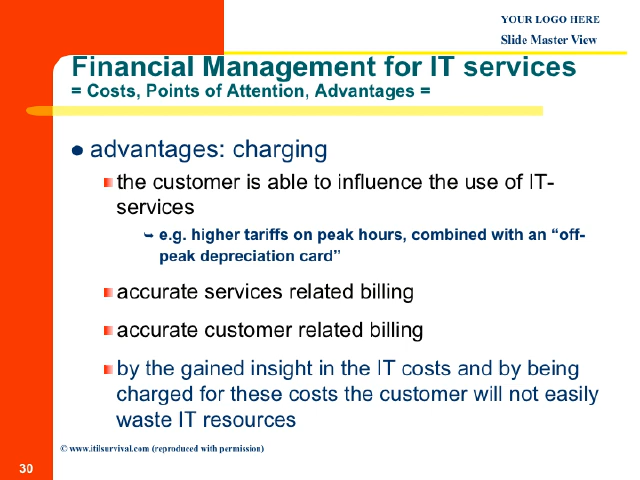 YOUR LOGO HERE
Slide Master View
Financial Management for IT services
= Costs, Points of Attention, Advantages =
advantages: charging
the customer is able to influence the use of IT-
services
e.g. higher tariffs on peak hours, combined with an “off-
peak depreciation card”
accurate services related billing
accurate customer related billing
by the gained insight in the IT costs and by being
charged for these costs the customer will not easily
waste IT resources
© www.itilsurvival.com (reproduced with permission)
30